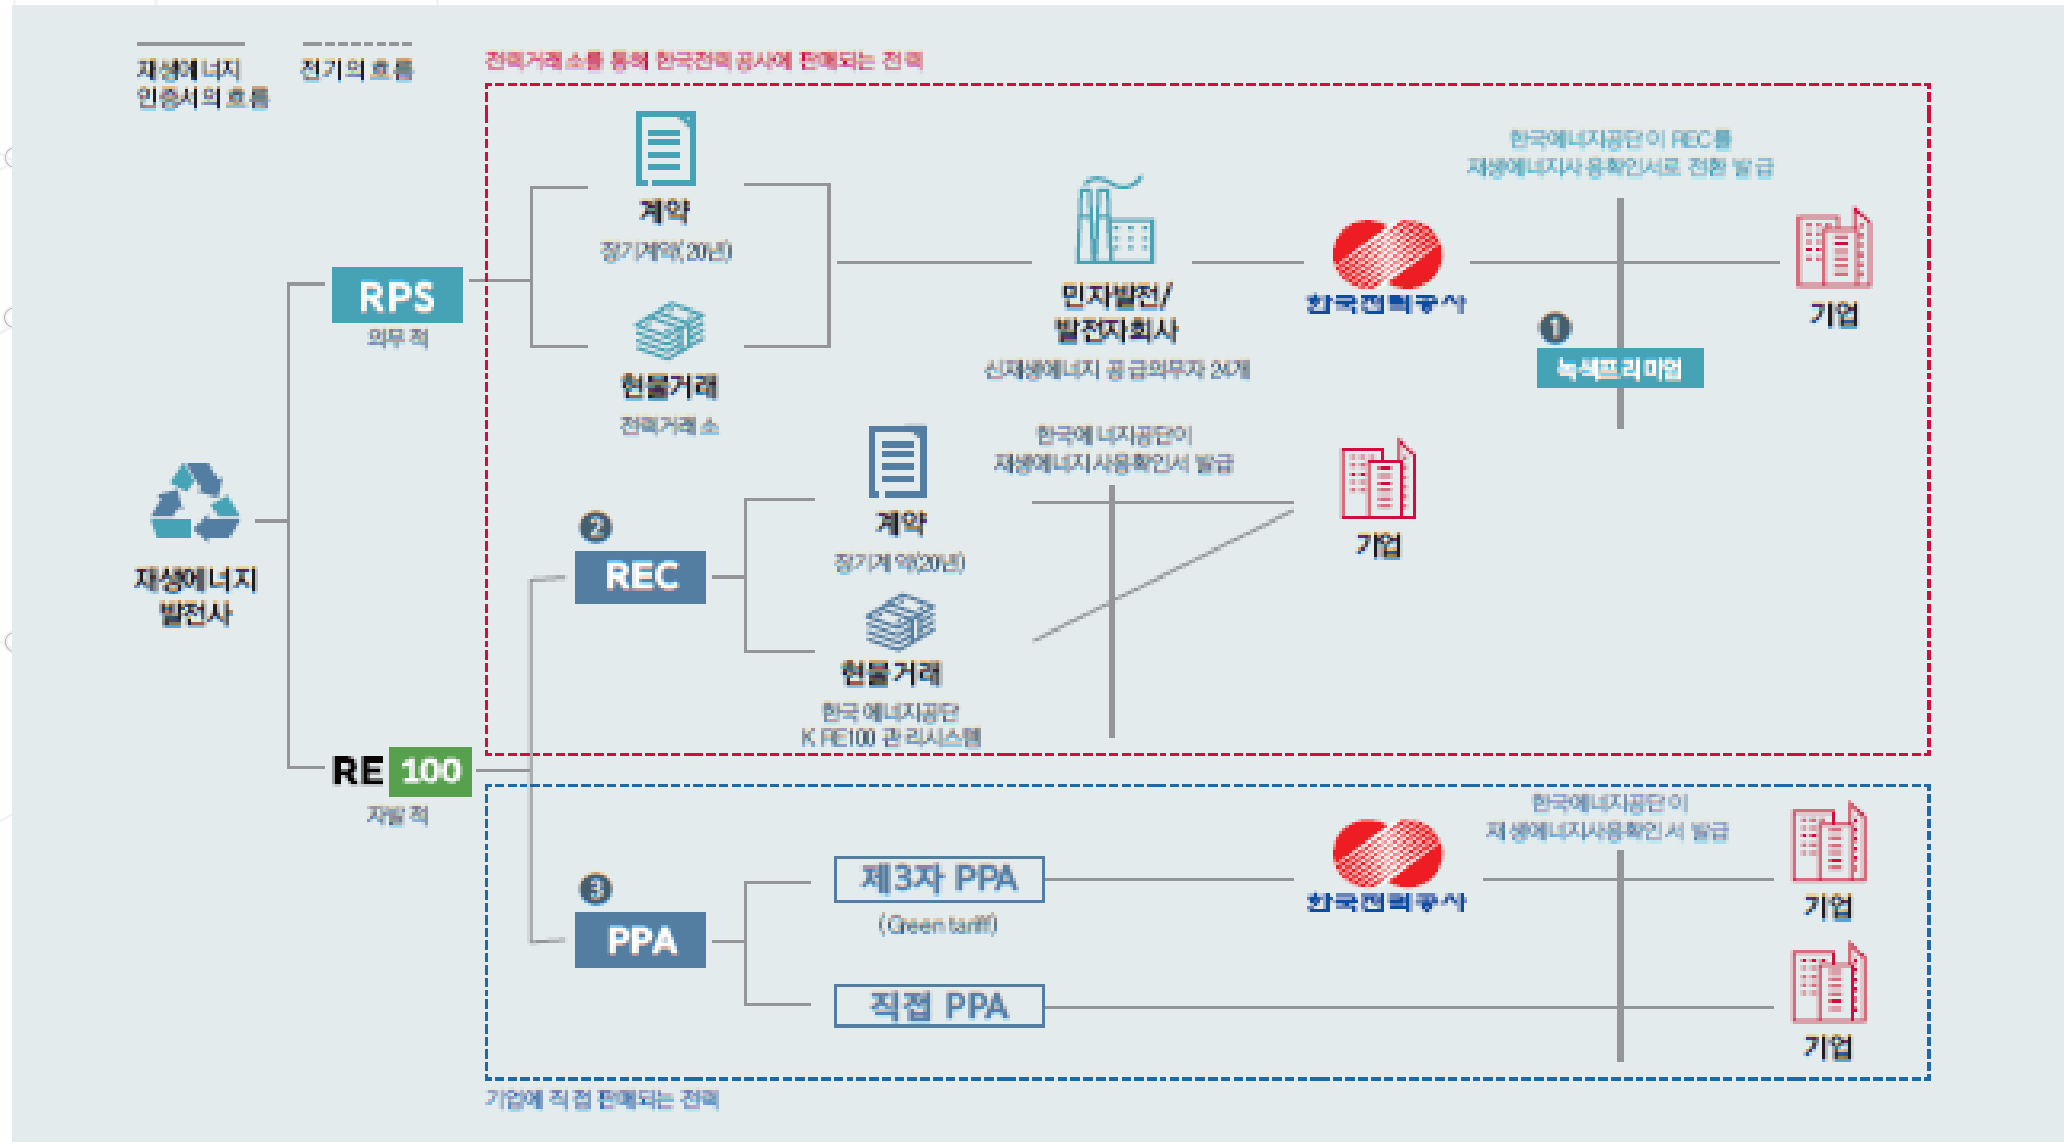 재생에너지
인증서의 흐름
전기의 흐름
전력거래소를 통해 한국전력공사에 판매되는 전력
한국에너지공단이 REC를
재생에너지사용확인서로 전환 발급
계약
장기계약(20년)
RPS
의무적
현물거래
전력거래소
민자발전/
발전자회사
신재생에너지 공급의무자 24개
한국전력공사
기업
1
녹색프리미엄
한국에너지공단이
재생에너지사용확인서 발급
2
REC
계약
장기계약(20년)
기업
현물거래
한국에너지공단
K RE100 관리시스템
재생에너지
발전사
RE 100
자발적
한국에너지공단이
재생에너지사용확인서 발급
3
PPA
제3자 PPA
(Green tariff)
한국전력공사
기업
직접 PPA
기업
기업에 직접 판매되는 전력